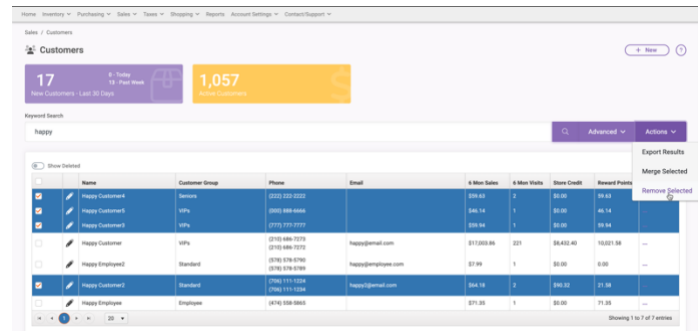 Home Inventory Purchasing Sales Taxes Shopping Reports Account Settings Contact/Support
Sales / Customers
Customers
+ New ?
17
6 - Today
13 - Past Week
New Customers - Last 30 Days
1,057
Active Customers
Keyword Search
happy
Advanced
Actions
Export Results
Merge Selected
Remove Selected
Show Deleted
Name Customer Group Phone Email 6 Mon Sales 6 Mon Visits Store Credit Reward Points
Happy Customer4 Seniors (222) 222-2222 $59.63 2 $0.00 59.63
Happy Customer5 VIPs (555) 888-6666 $46.14 1 $0.00 46.14
Happy Customer3 VIPs (777) 777-7777 $59.94 1 $0.00 59.94 ...
Happy Customer VIPs (210) 686-7273 happy@email.com $17,003.86 221 $8,432.40 10,021.58 ...
(210) 686-7272
Happy Employee2 Standard (578) 578-5790 happy@employee.com $7.99 1 $0.00 0.00 ...
(578) 578-5789
Happy Customer2 Standard (706) 111-1234 happy2@email.com $64.18 2 $90.32 21.58 ...
(706) 111-1234
Happy Employee Employee (474) 558-5865 $71.35 1 $0.00 71.35 ...
1 20 Showing 1 to 7 of 7 entries